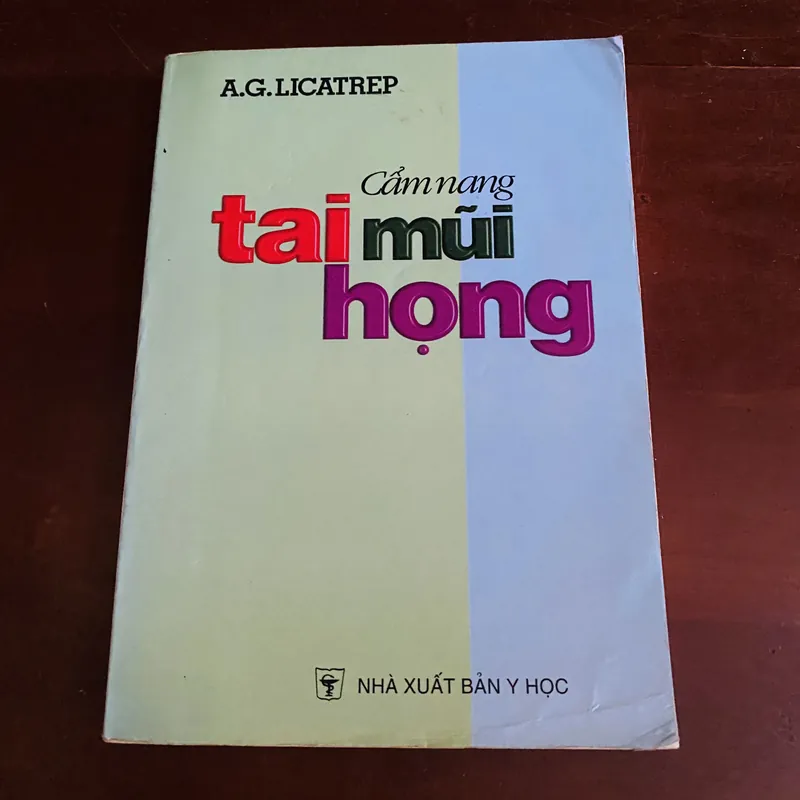 A.G.LICATREP
Cẩm nang
tai mũi
họng
NHÀ XUẤT BẢN Y HỌC